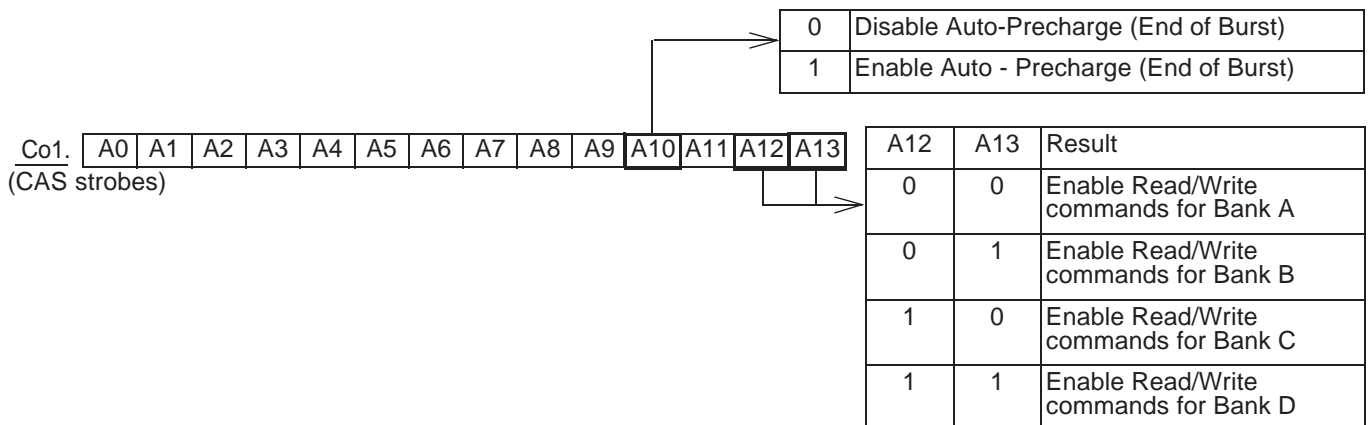 0 Disable Auto-Precharge (End of Burst)
1 Enable Auto - Precharge (End of Burst)
Co1. A0 A1 A2 A3 A4 A5 A6 A7 A8 A9 A10 A11 A12 A13
(CAS strobes)
A12 A13 Result
0 0 Enable Read/Write
commands for Bank A
0 1 Enable Read/Write
commands for Bank B
1 0 Enable Read/Write
commands for Bank C
1 1 Enable Read/Write
commands for Bank D